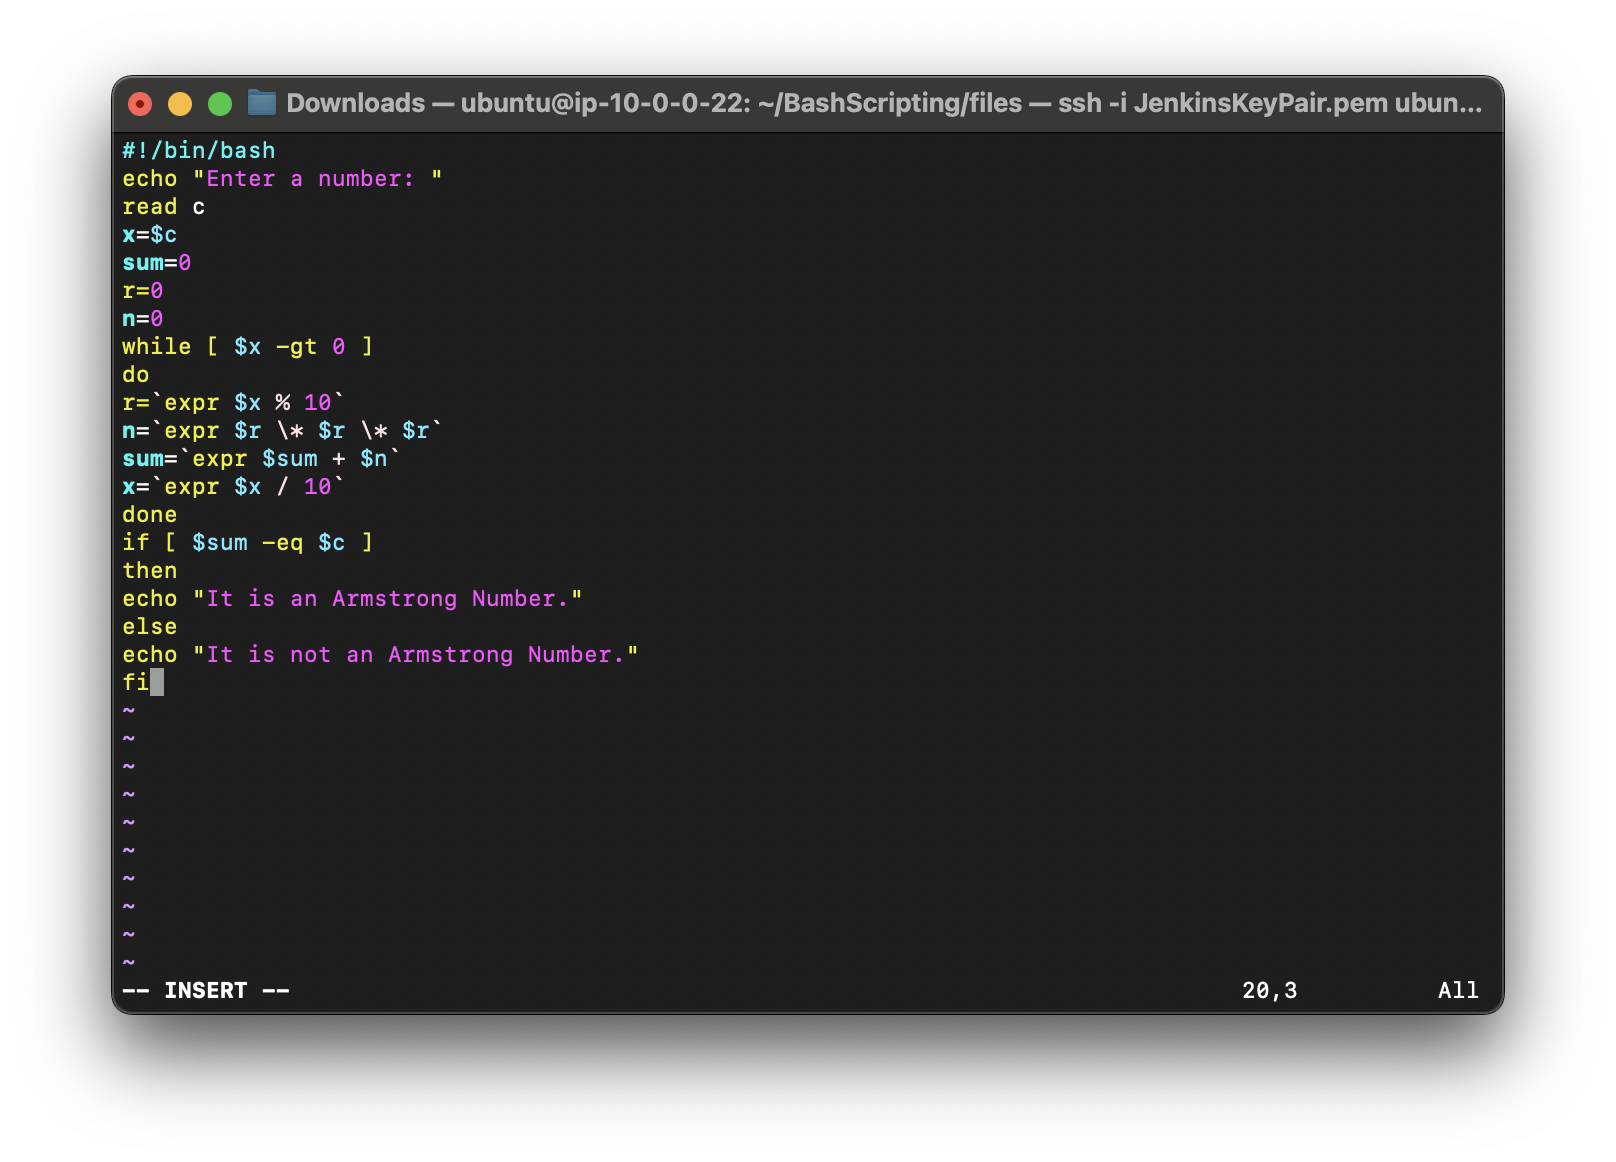 Downloads — ubuntu@ip-10-0-0-22: ~/BashScripting/files — ssh -i JenkinsKeyPair.pem ubun...
#!/bin/bash
echo "Enter a number: "
read c
x=$c
sum=0
r=0
n=0
while [ $x -gt 0 ]
do
r=`expr $x % 10`
n=`expr $r \* $r \* $r`
sum=`expr $sum + $n`
x=`expr $x / 10`
done
if [ $sum -eq $c ]
then
echo "It is an Armstrong Number."
else
echo "It is not an Armstrong Number."
fi
~
~
~
~
~
~
~
~
~
~
-- INSERT -- 20,3 All